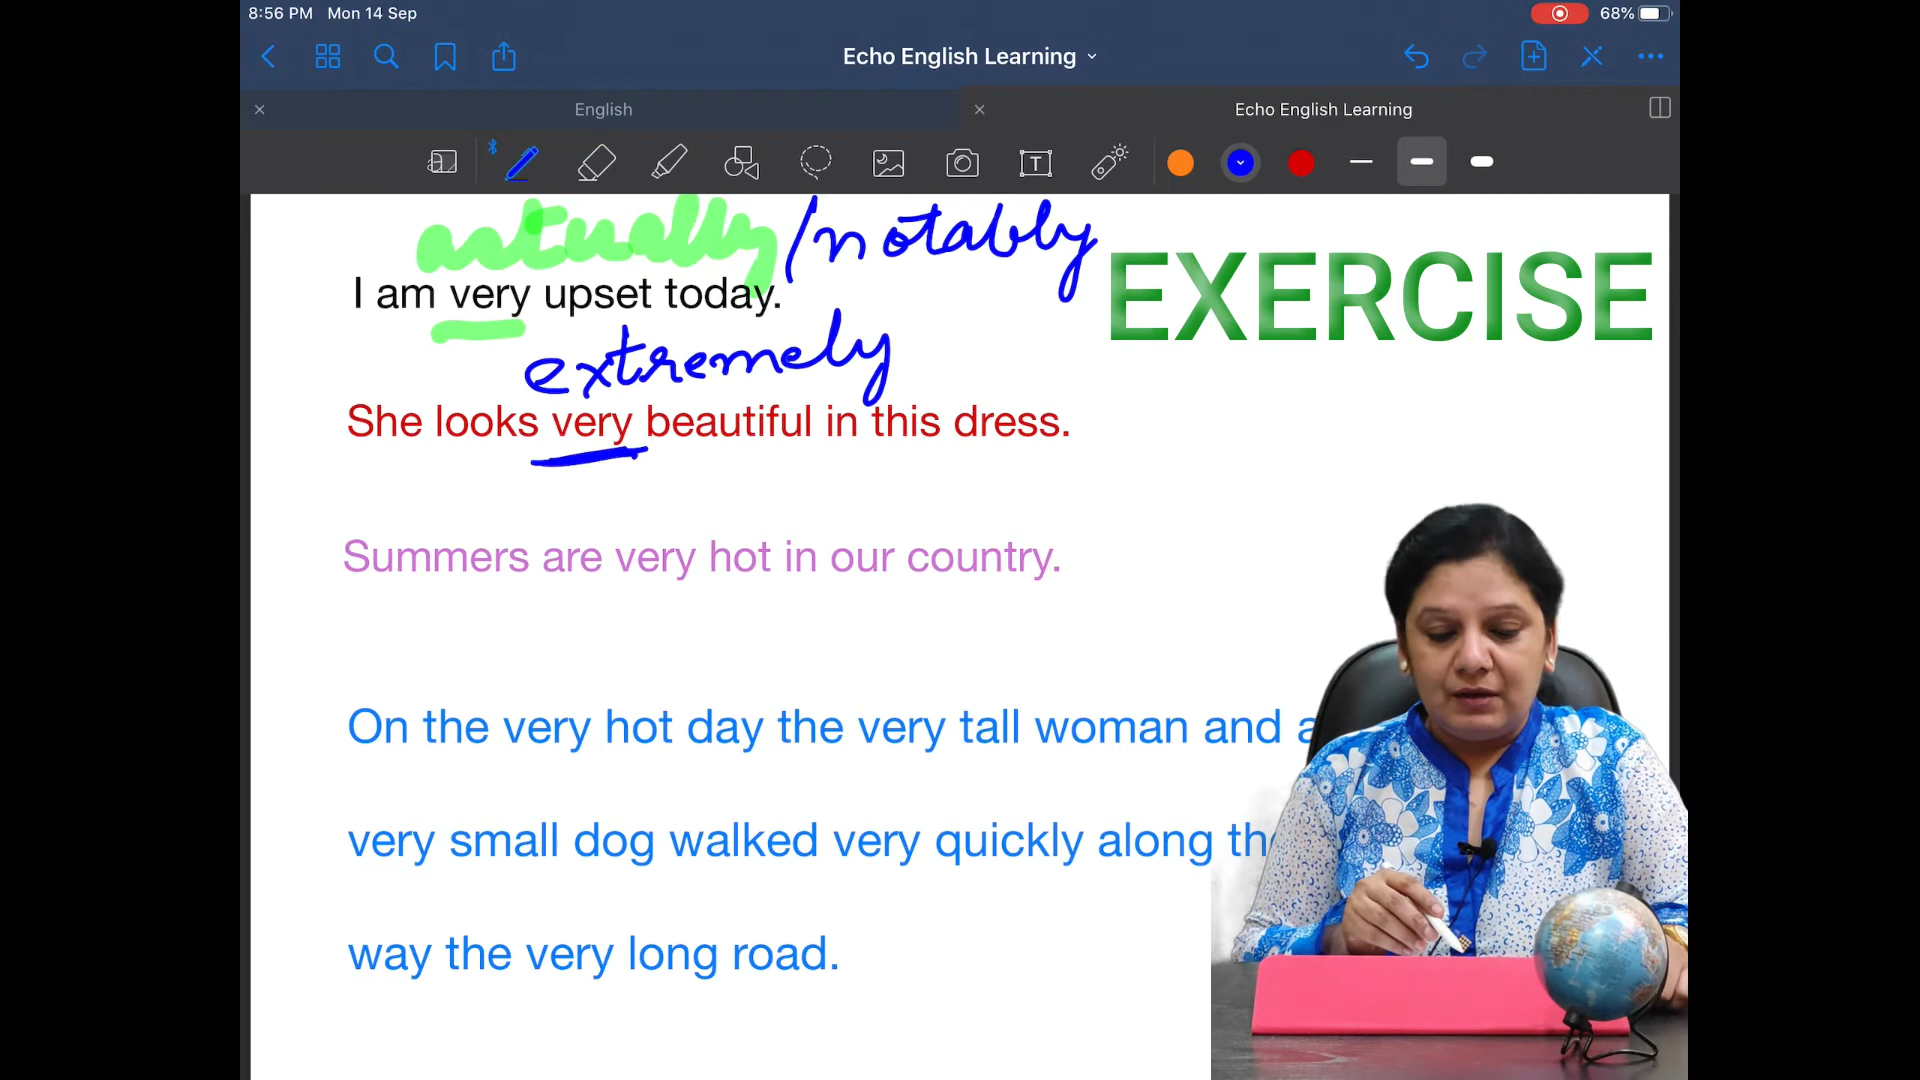 8:56 PM Mon 14 Sep
68%
Echo English Learning
English
Echo English Learning
T
actually/notably
EXERCISE
I am very upset today.
extremely
She looks very beautiful in this dress.
Summers are very hot in our country.
On the very hot day the very tall woman and
very small dog walked very quickly along
way the very long road.